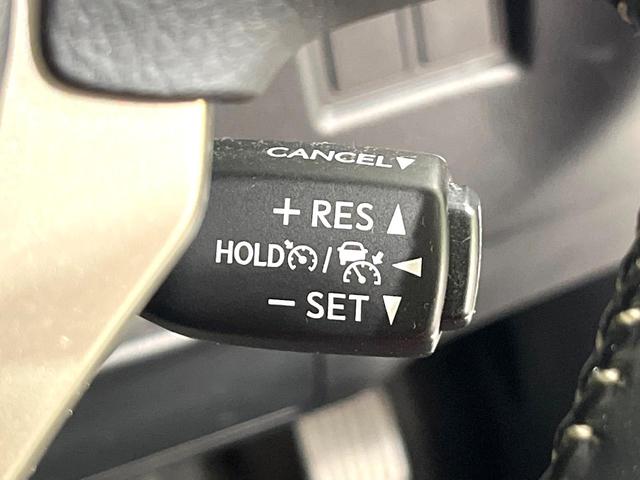 CANCEL▼
+ RES ▲
HOLD / ◀
− SET ▼